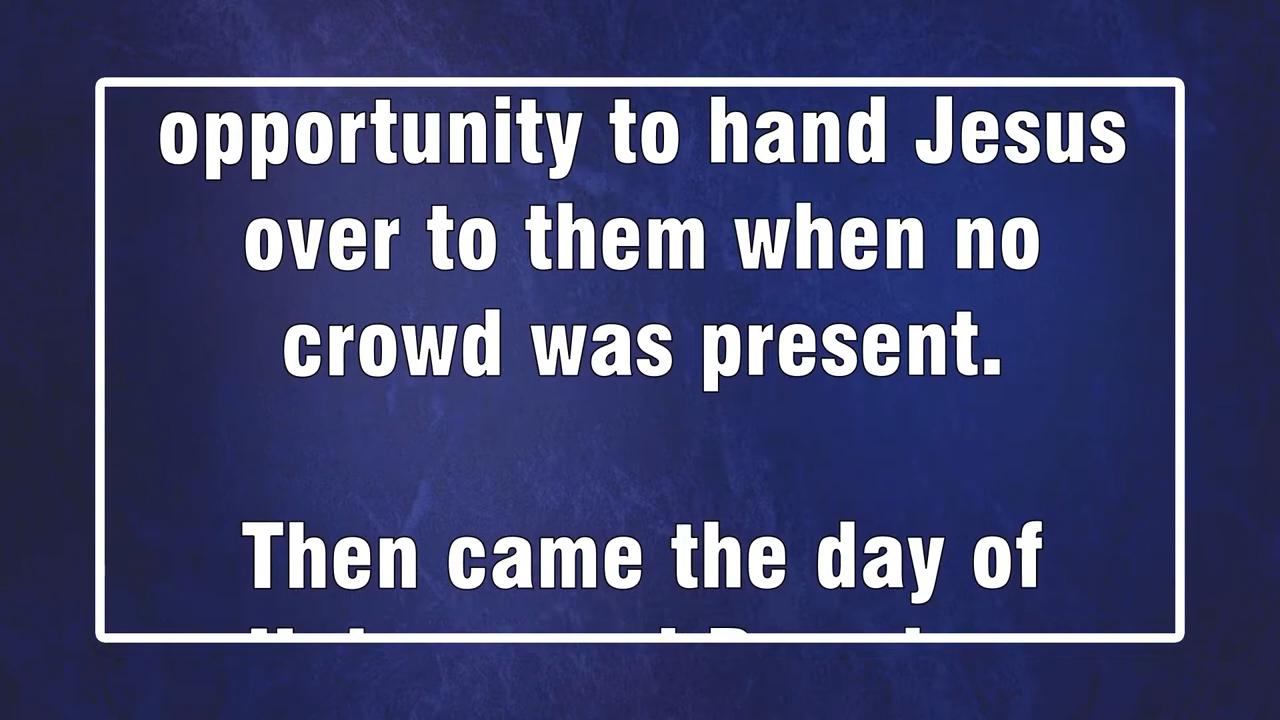 opportunity to hand Jesus
over to them when no
crowd was present.
Then came the day of